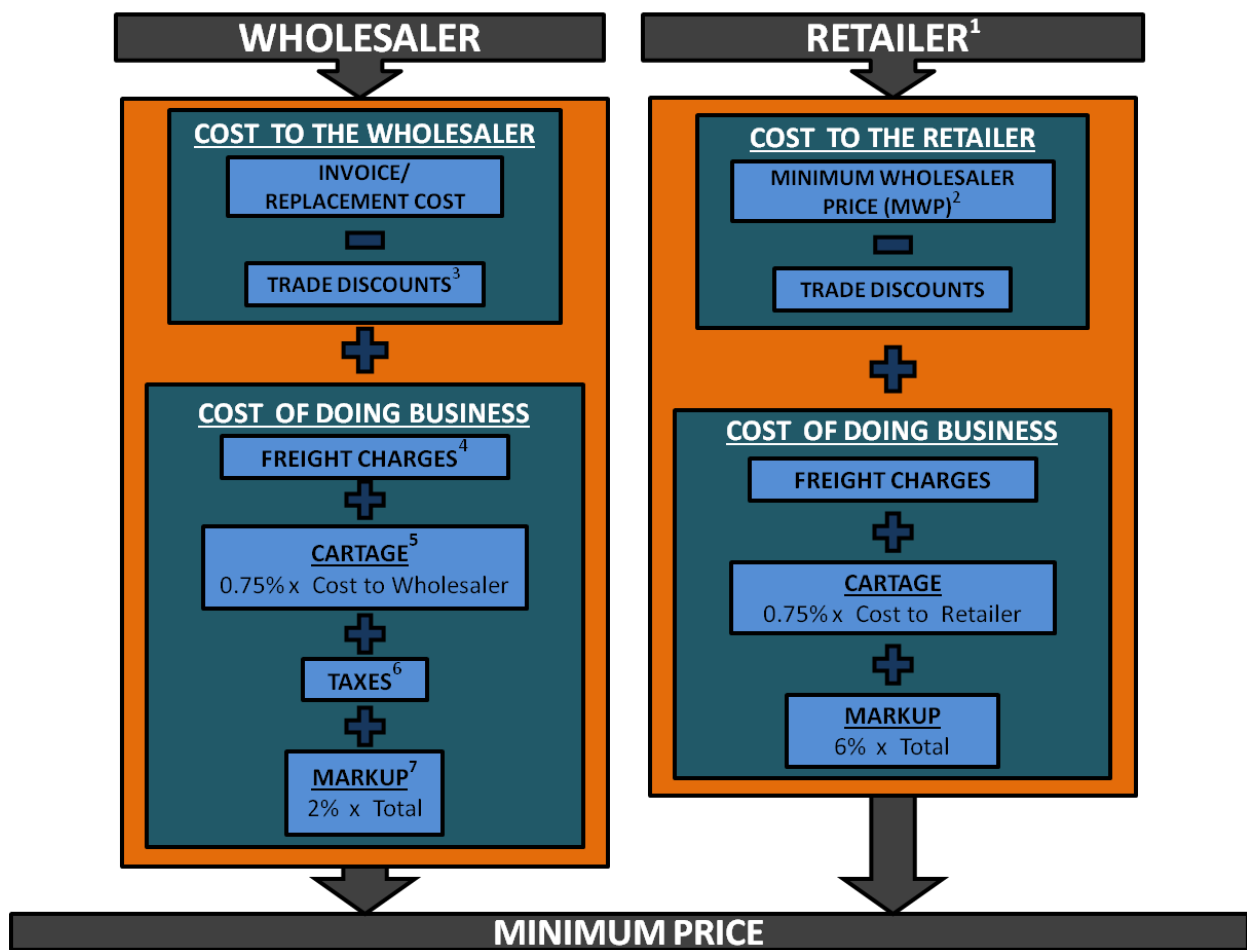 WHOLESALER
COST TO THE WHOLESALER
INVOICE/
REPLACEMENT COST
TRADE DISCOUNTS³
COST OF DOING BUSINESS
FREIGHT CHARGES⁴
CARTAGE⁵
0.75% x Cost to Wholesaler
TAXES⁶
MARKUP⁷
2% x Total
RETAILER¹
COST TO THE RETAILER
MINIMUM WHOLESALER
PRICE (MWP)²
TRADE DISCOUNTS
COST OF DOING BUSINESS
FREIGHT CHARGES
CARTAGE
0.75% x Cost to Retailer
MARKUP
6% x Total
MINIMUM PRICE